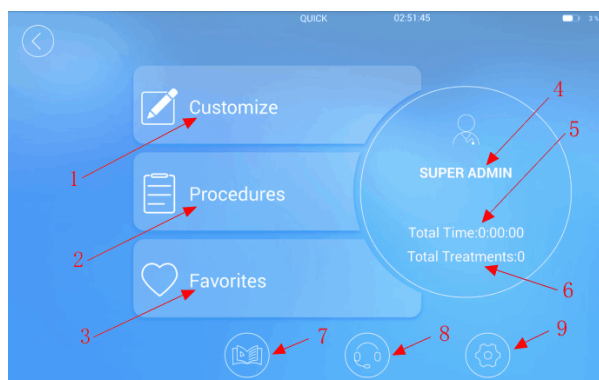 QUICK 02:51:45 3%
Customize
4
5
SUPER ADMIN
1
Procedures
Total Time:0:00:00
2
Total Treatments:0
Favorites
6
3
7
8
9